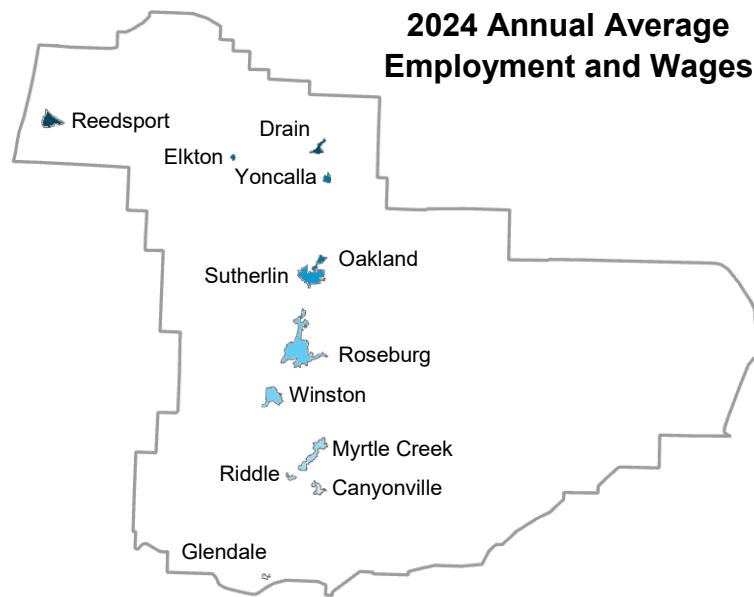 2024 Annual Average
Employment and Wages
Reedsport
Drain
Elkton
Yoncalla
Oakland
Sutherlin
Roseburg
Winston
Myrtle Creek
Riddle
Canyonville
Glendale